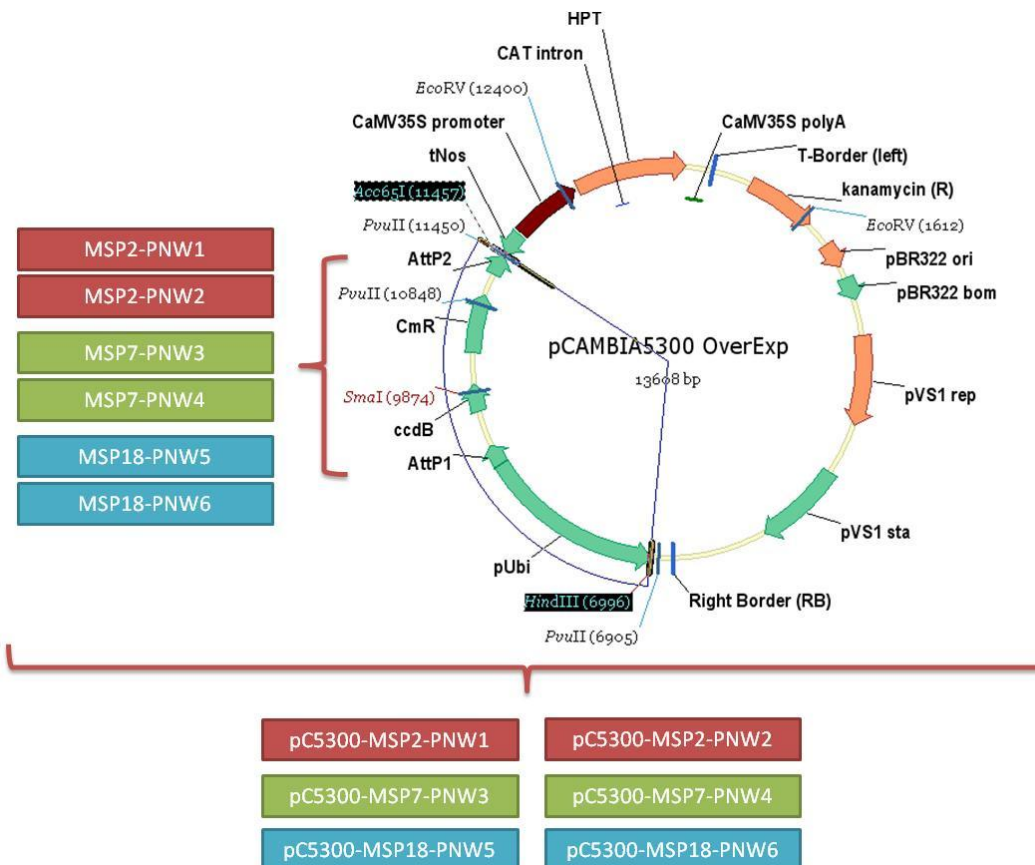 HPT
CAT intron
EcoRV (12400)
CaMV35S promoter
CaMV35S polyA
T-Border (left)
tNos
kanamycin (R)
Acc65I (11457)
PvuII (11450)
EcoRV (1612)
MSP2-PNW1
AttP2
pBR322 ori
MSP2-PNW2
PvuII (10848)
pBR322 bom
CmR
MSP7-PNW3
pCAMBIA5300 OverExp
13608 bp
MSP7-PNW4
SmaI (9874)
pVS1 rep
ccdB
MSP18-PNW5
AttP1
MSP18-PNW6
pVS1 sta
pUbi
HindIII (6996)
Right Border (RB)
PvuII (6905)
pC5300-MSP2-PNW1
pC5300-MSP2-PNW2
pC5300-MSP7-PNW3
pC5300-MSP7-PNW4
pC5300-MSP18-PNW5
pC5300-MSP18-PNW6